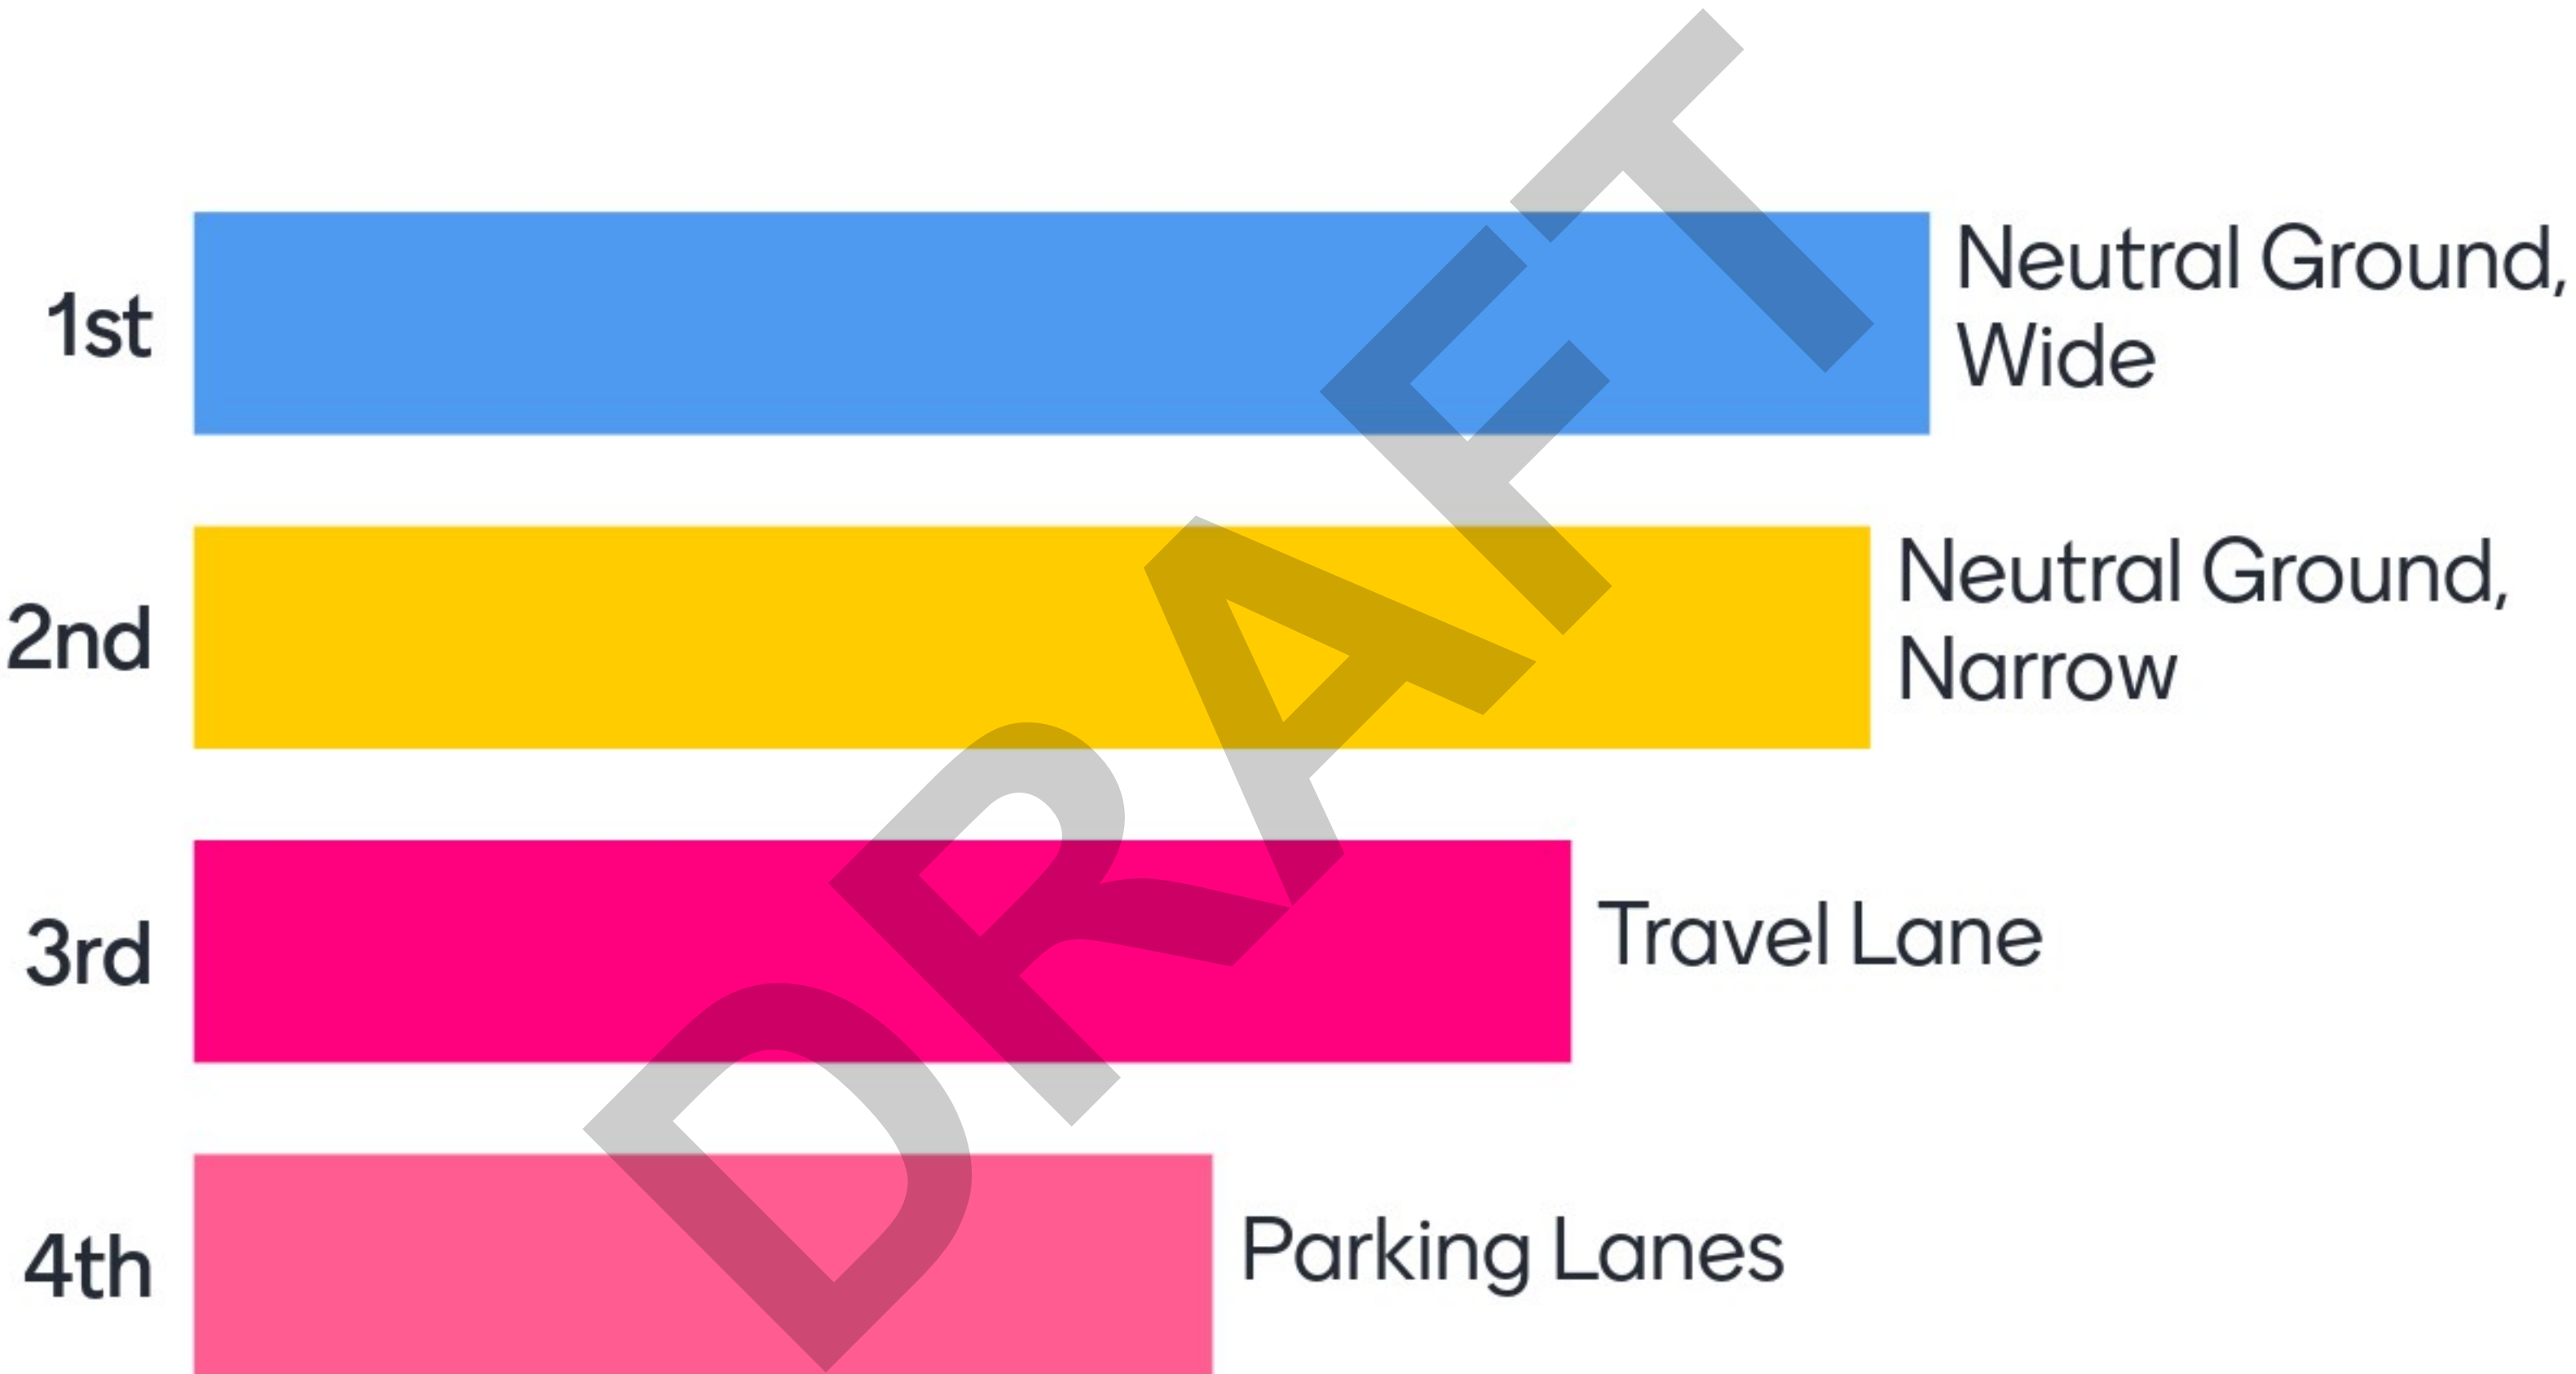 1st
Neutral Ground,
Wide
2nd
Neutral Ground,
Narrow
3rd
Travel Lane
4th
Parking Lanes
DRAFT